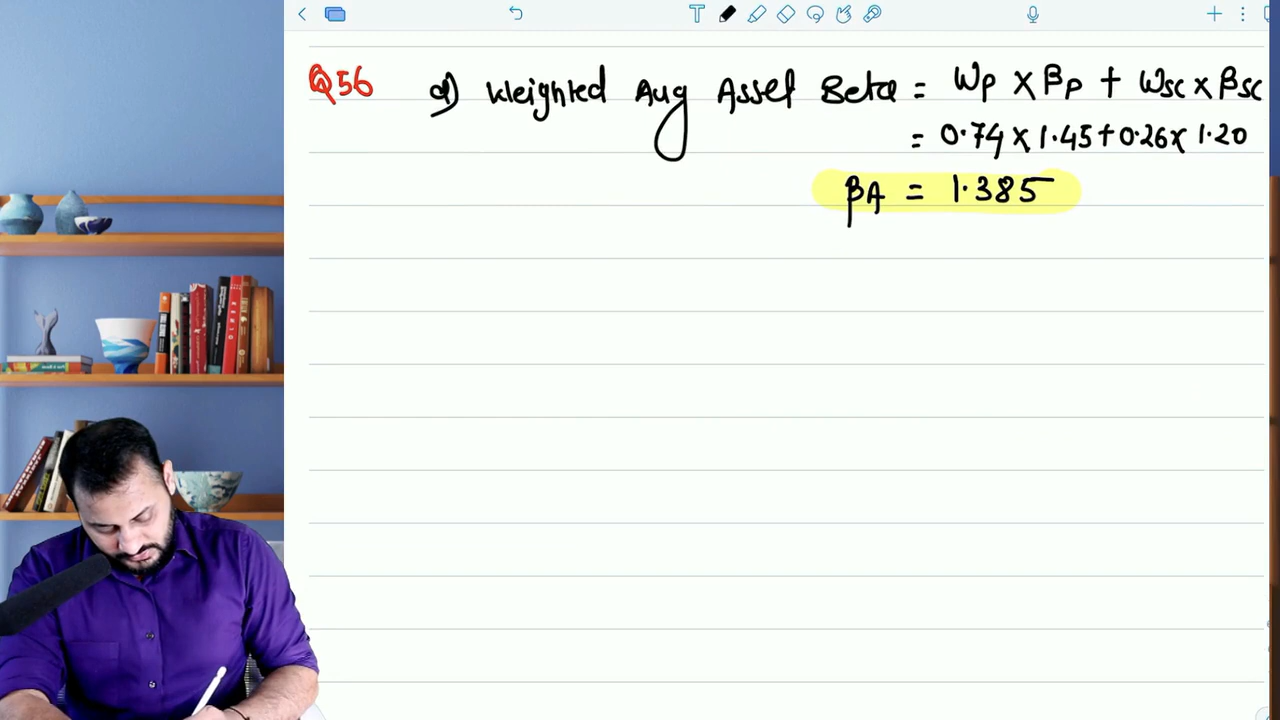 Q56 a) Weighted Avg Asset Beta = Wp × βp + Wsc × βsc
= 0.74 × 1.45 + 0.26 × 1.20
βA = 1.385